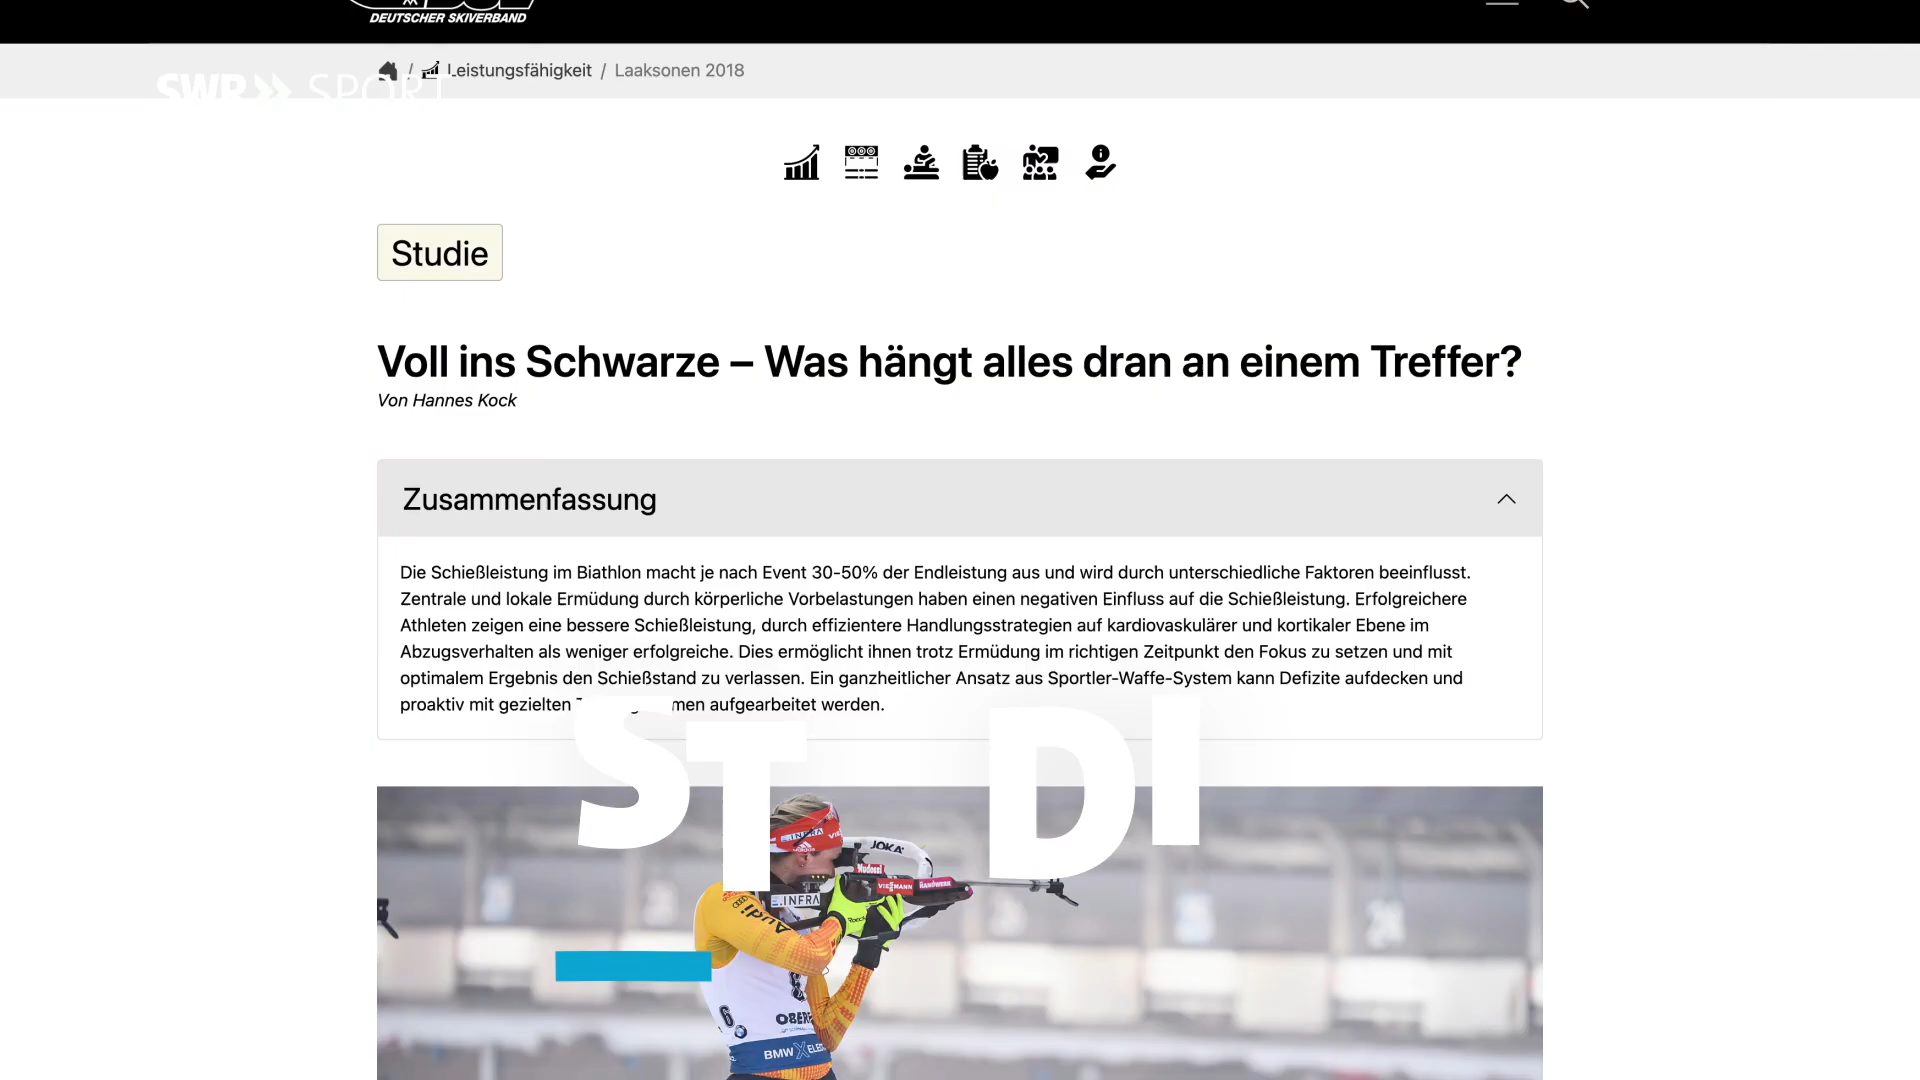 DEUTSCHER SKIVERBAND
/ Leistungsfähigkeit / Laaksonen 2018
SWR SPORT
Studie
Voll ins Schwarze – Was hängt alles dran an einem Treffer?
Von Hannes Kock
Zusammenfassung
Die Schießleistung im Biathlon macht je nach Event 30-50% der Endleistung aus und wird durch unterschiedliche Faktoren beeinflusst.
Zentrale und lokale Ermüdung durch körperliche Vorbelastungen haben einen negativen Einfluss auf die Schießleistung. Erfolgreichere
Athleten zeigen eine bessere Schießleistung, durch effizientere Handlungsstrategien auf kardiovaskulärer und kortikaler Ebene im
Abzugsverhalten als weniger erfolgreiche. Dies ermöglicht ihnen trotz Ermüdung im richtigen Zeitpunkt den Fokus zu setzen und mit
optimalem Ergebnis den Schießstand zu verlassen. Ein ganzheitlicher Ansatz aus Sportler-Waffe-System kann Defizite aufdecken und
proaktiv mit gezielten men aufgearbeitet werden.
ST DI
E.INFRA
JOKA
VIESSMANN
HANDWERK
E.INFRA
Audi
6
BMW